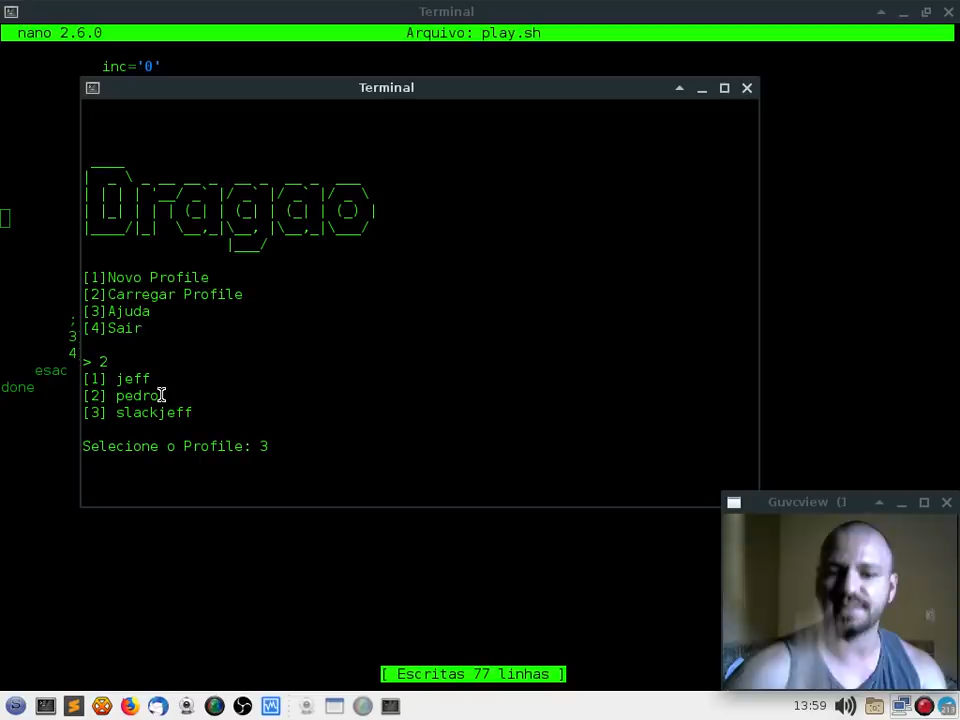 Terminal
nano 2.6.0 Arquivo: play.sh
inc='0'
Terminal
Dragao
[1]Novo Profile
[2]Carregar Profile
[3]Ajuda
[4]Sair
;
3
> 2
4
esac
[1] jeff
done
[2] pedro
[3] slackjeff
Selecione o Profile: 3
Guvcview (]
[ Escritas 77 linhas ]
13:59
213